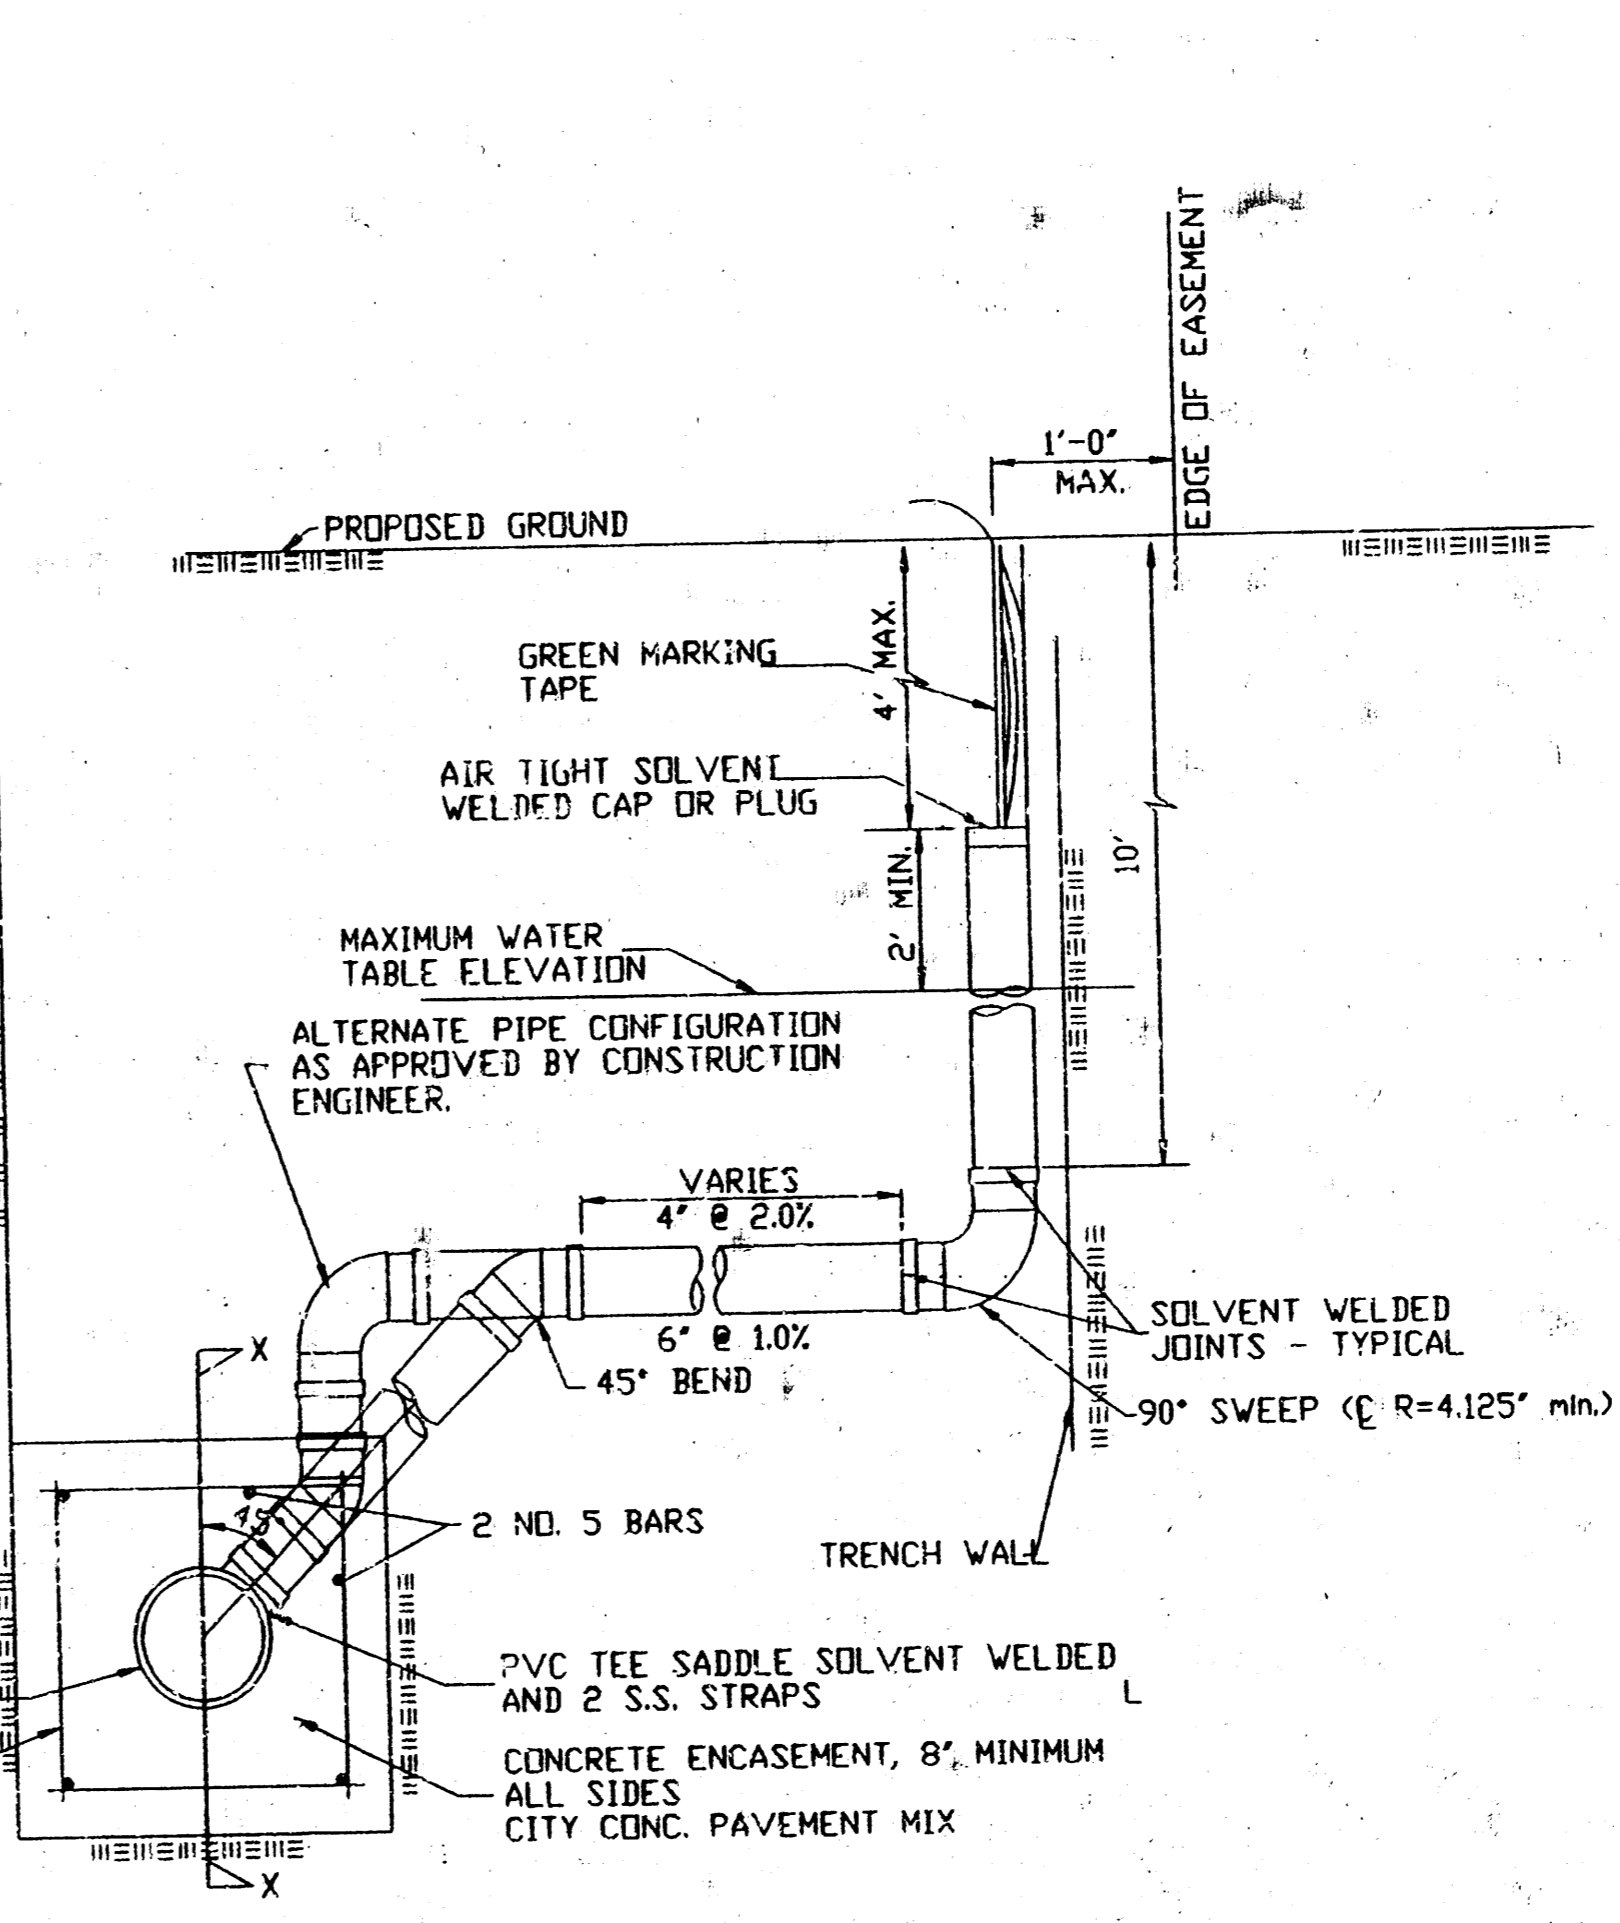 EDGE OF EASEMENT
1'-0"
MAX.
PROPOSED GROUND
4' MAX.
GREEN MARKING
TAPE
AIR TIGHT SOLVENT
WELDED CAP OR PLUG
10'
2' MIN.
MAXIMUM WATER
TABLE ELEVATION
ALTERNATE PIPE CONFIGURATION
AS APPROVED BY CONSTRUCTION
ENGINEER.
VARIES
4" @ 2.0%
6" @ 1.0%
45° BEND
SOLVENT WELDED
JOINTS - TYPICAL
90° SWEEP (℄ R=4.125" min.)
X
45°
2 NO. 5 BARS
TRENCH WALL
PVC TEE SADDLE SOLVENT WELDED
AND 2 S.S. STRAPS
L
CONCRETE ENCASEMENT, 8" MINIMUM
ALL SIDES
CITY CONC. PAVEMENT MIX
X